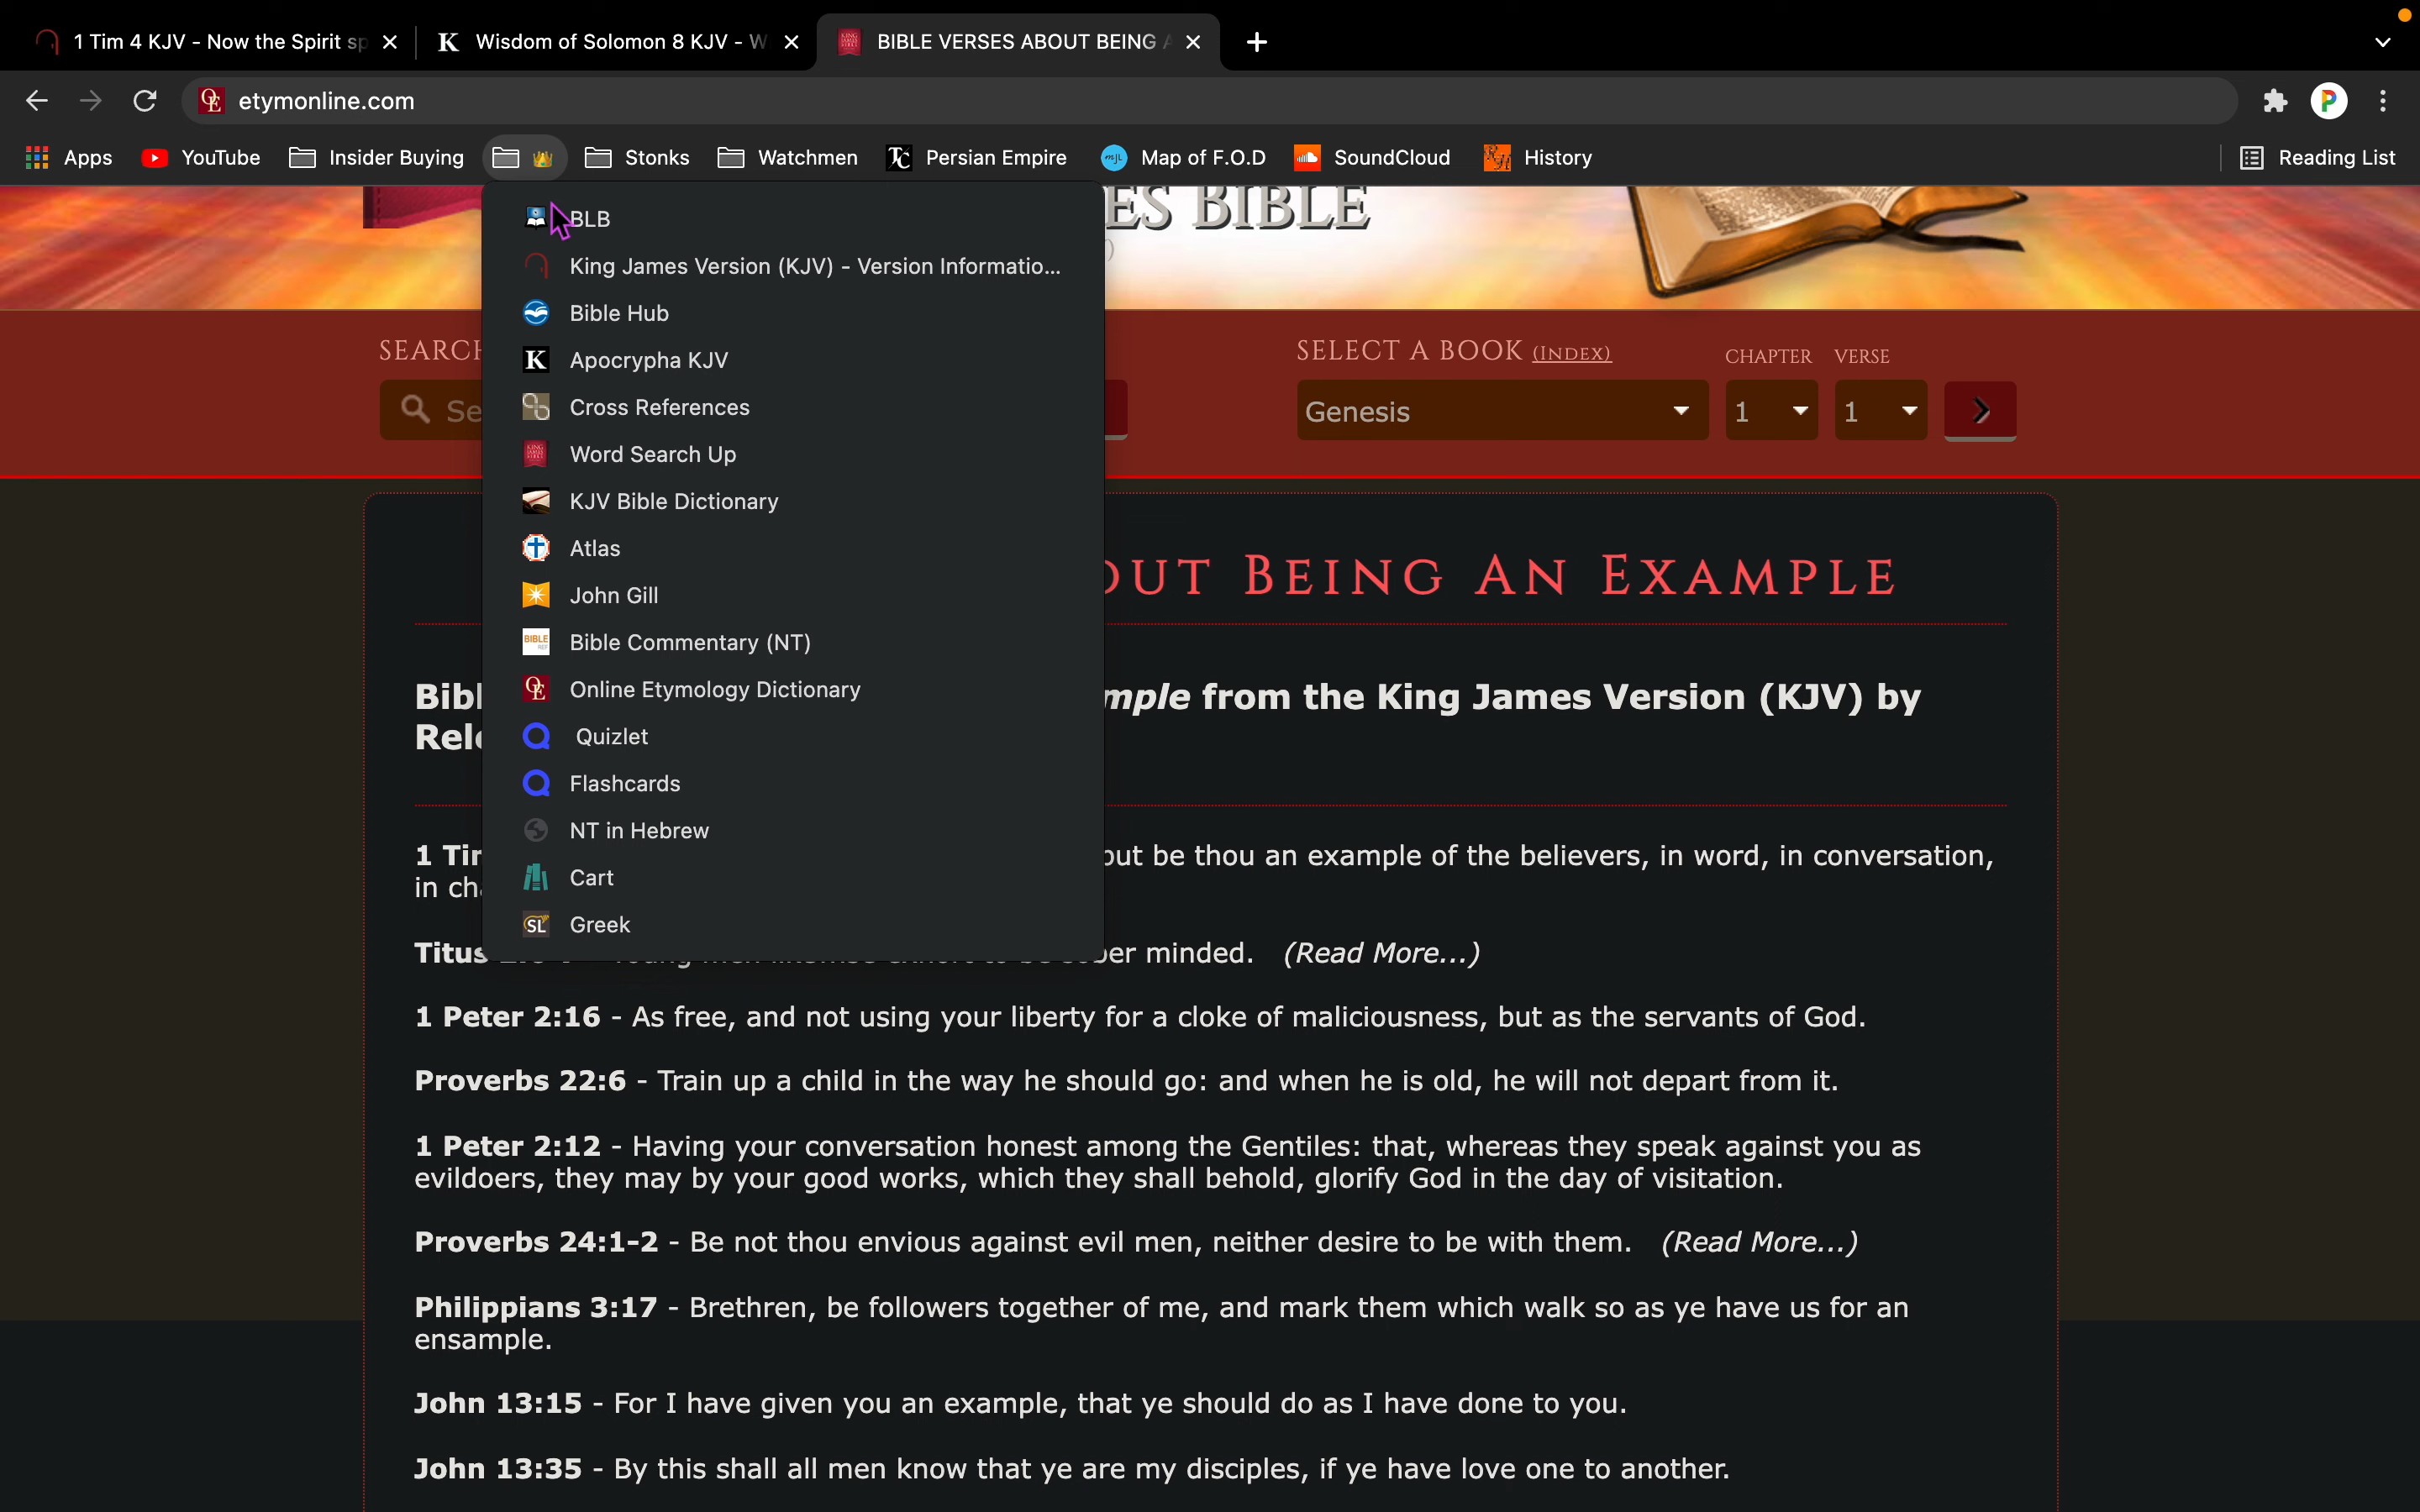 1 Tim 4 KJV - Now the Spirit sp
Wisdom of Solomon 8 KJV - W
BIBLE VERSES ABOUT BEING A
etymonline.com
Apps
YouTube
Insider Buying
Stonks
Watchmen
Persian Empire
Map of F.O.D
SoundCloud
History
Reading List
BLB
King James Version (KJV) - Version Informatio...
Bible Hub
Apocrypha KJV
Cross References
Word Search Up
KJV Bible Dictionary
Atlas
John Gill
Bible Commentary (NT)
Online Etymology Dictionary
Quizlet
Flashcards
NT in Hebrew
Cart
Greek
ES BIBLE
SEARCH
Se
SELECT A BOOK (INDEX)
CHAPTER VERSE
Genesis
1
1
OUT BEING AN EXAMPLE
Bibl
mple from the King James Version (KJV) by
Rele
1 Tim
but be thou an example of the believers, in word, in conversation,
in cha
Titus
ber minded. (Read More...)
1 Peter 2:16 - As free, and not using your liberty for a cloke of maliciousness, but as the servants of God.
Proverbs 22:6 - Train up a child in the way he should go: and when he is old, he will not depart from it.
1 Peter 2:12 - Having your conversation honest among the Gentiles: that, whereas they speak against you as
evildoers, they may by your good works, which they shall behold, glorify God in the day of visitation.
Proverbs 24:1-2 - Be not thou envious against evil men, neither desire to be with them. (Read More...)
Philippians 3:17 - Brethren, be followers together of me, and mark them which walk so as ye have us for an
ensample.
John 13:15 - For I have given you an example, that ye should do as I have done to you.
John 13:35 - By this shall all men know that ye are my disciples, if ye have love one to another.